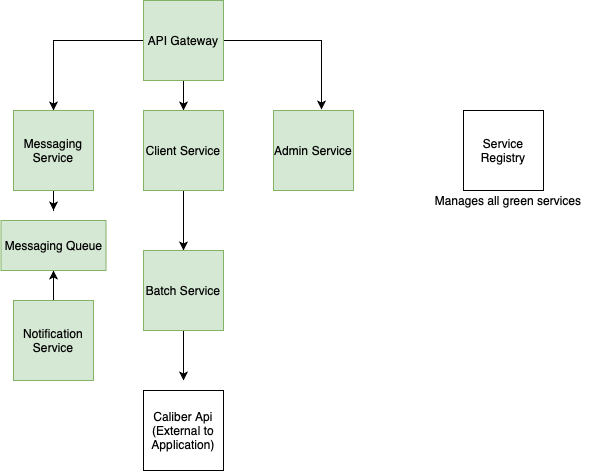 API Gateway
Messaging
Service
Client Service
Admin Service
Service
Registry
Manages all green services
Messaging Queue
Batch Service
Notification
Service
Caliber Api
(External to
Application)